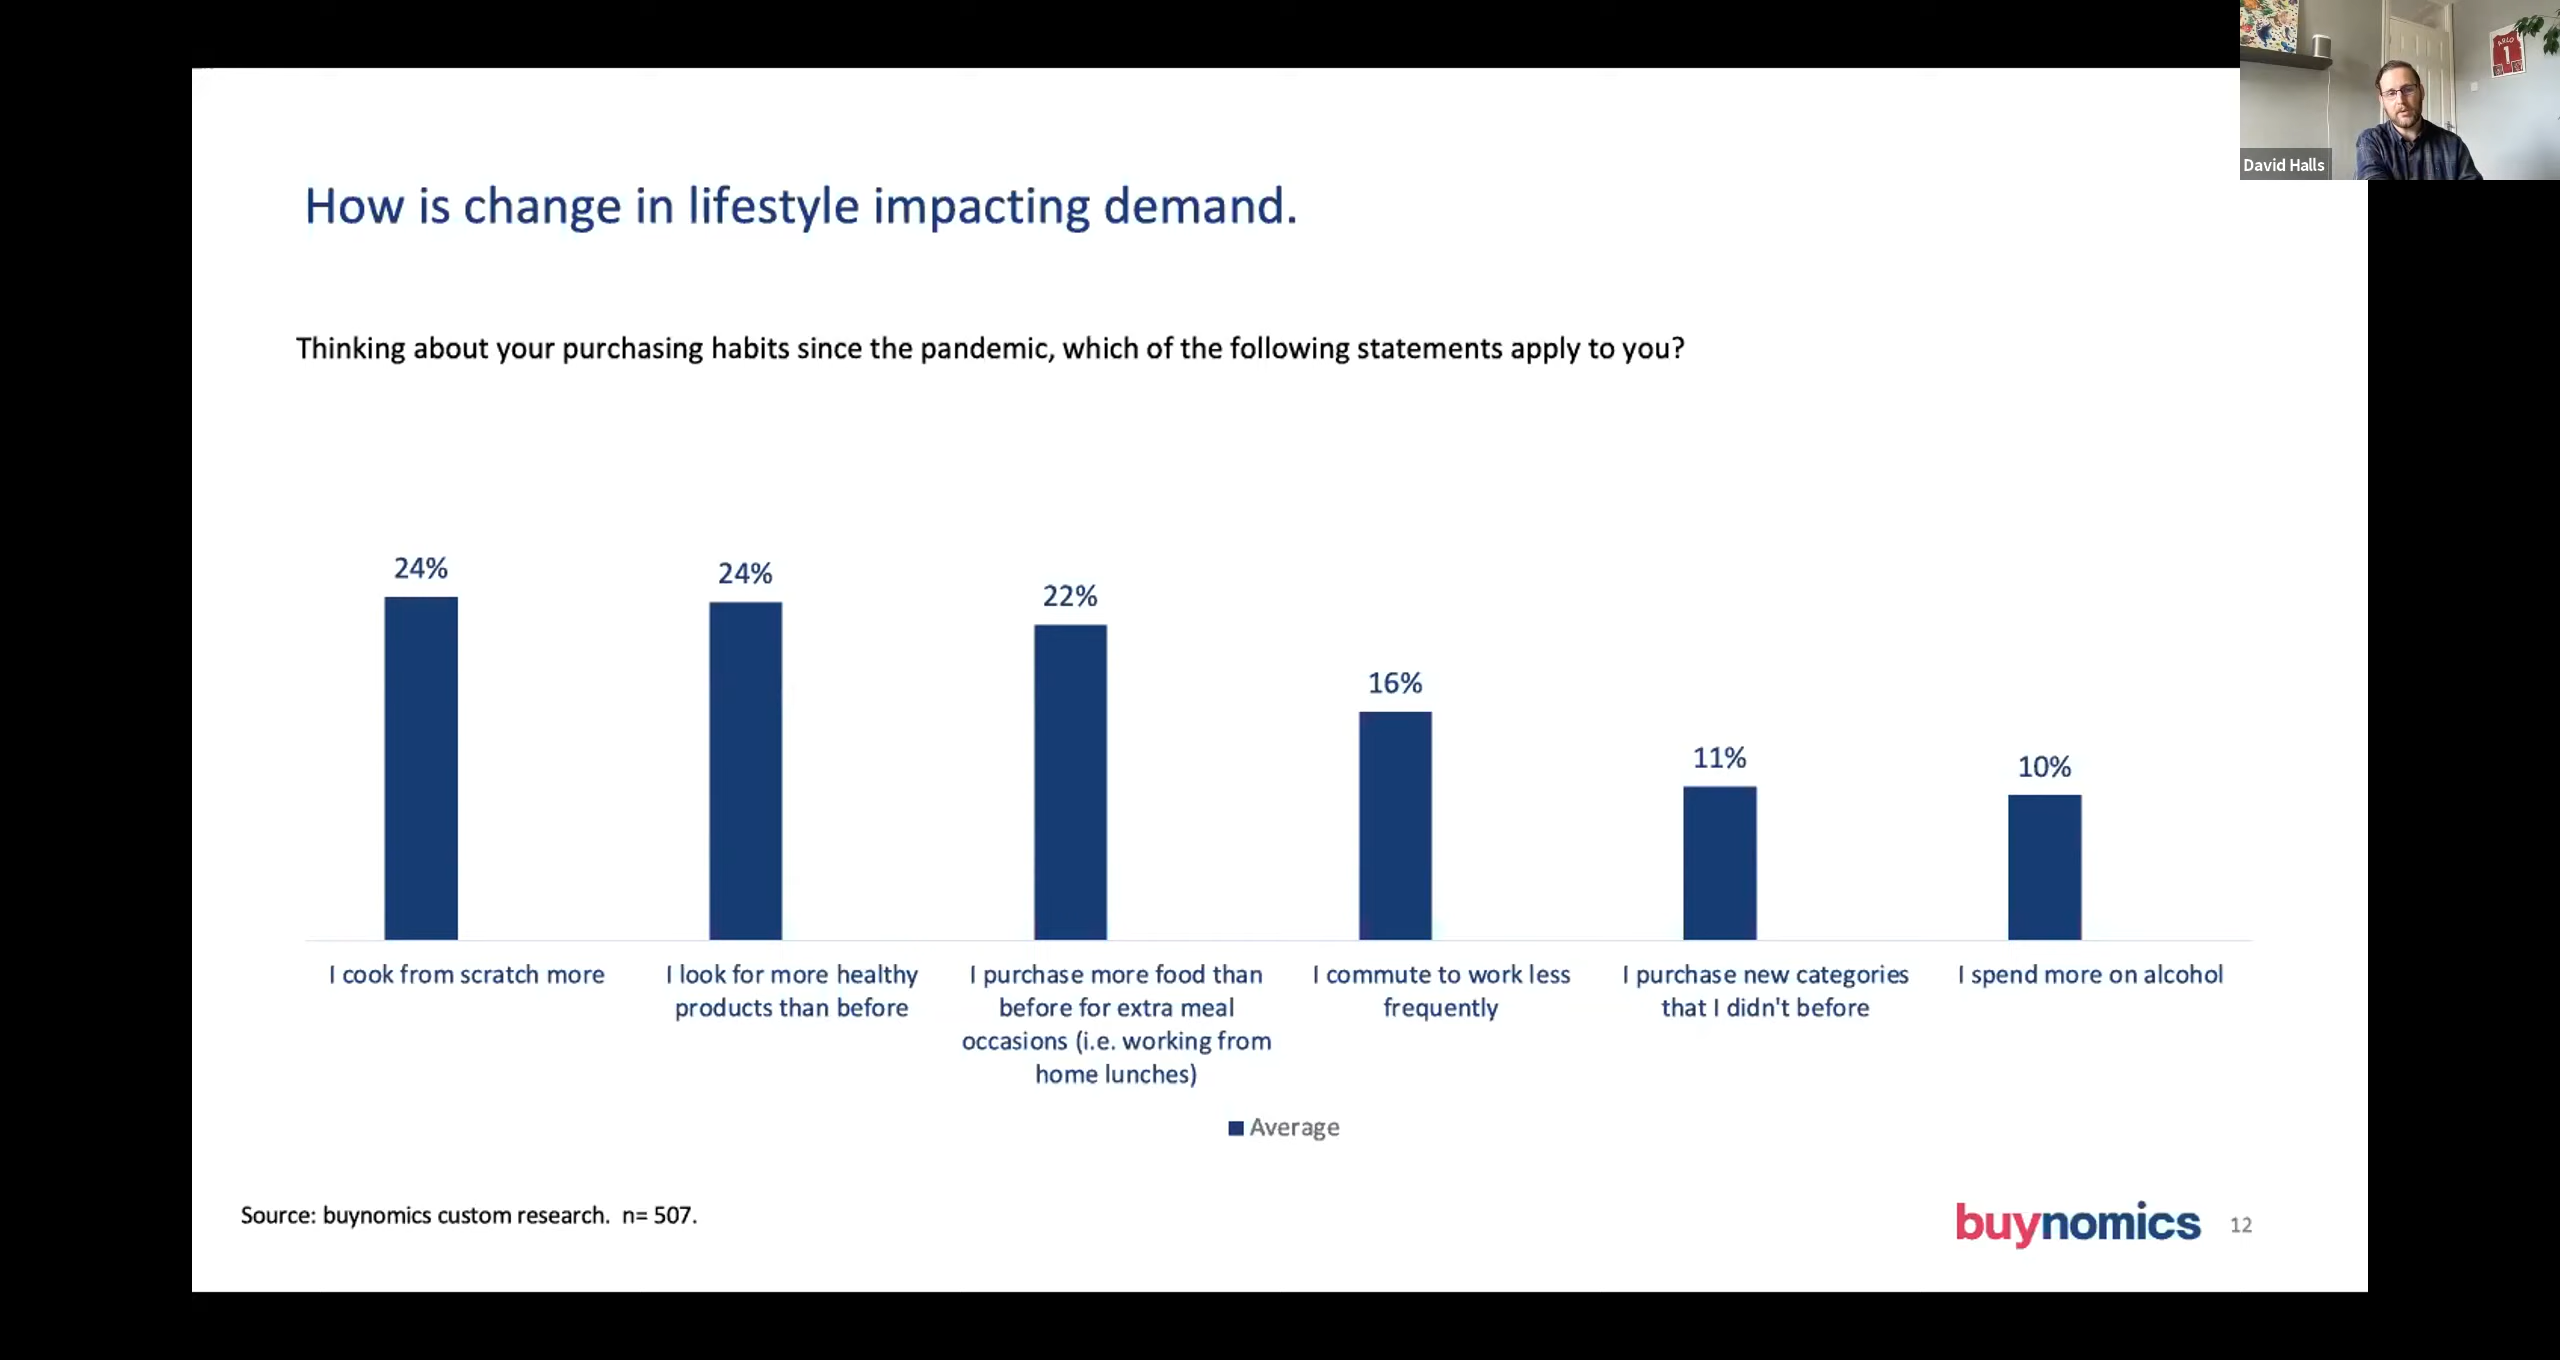 How is change in lifestyle impacting demand.
Thinking about your purchasing habits since the pandemic, which of the following statements apply to you?
24%
24%
22%
16%
11%
10%
I cook from scratch more
I look for more healthy
products than before
I purchase more food than
before for extra meal
occasions (i.e. working from
home lunches)
I commute to work less
frequently
I purchase new categories
that I didn't before
I spend more on alcohol
Average
Source: buynomics custom research.  n= 507.
buynomics
12
David Halls
ARLO
1